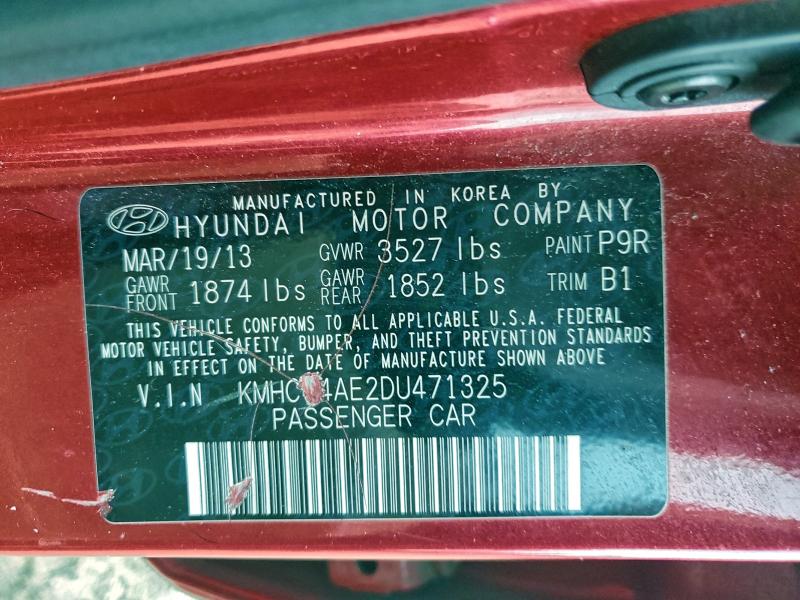 MANUFACTURED IN KOREA BY
HYUNDAI MOTOR COMPANY
MAR/19/13 GVWR 3527 lbs PAINT P9R
GAWR FRONT 1874 lbs GAWR REAR 1852 lbs TRIM B1
THIS VEHICLE CONFORMS TO ALL APPLICABLE U.S.A. FEDERAL
MOTOR VEHICLE SAFETY, BUMPER, AND THEFT PREVENTION STANDARDS
IN EFFECT ON THE DATE OF MANUFACTURE SHOWN ABOVE
V.I.N
PASSENGER CAR